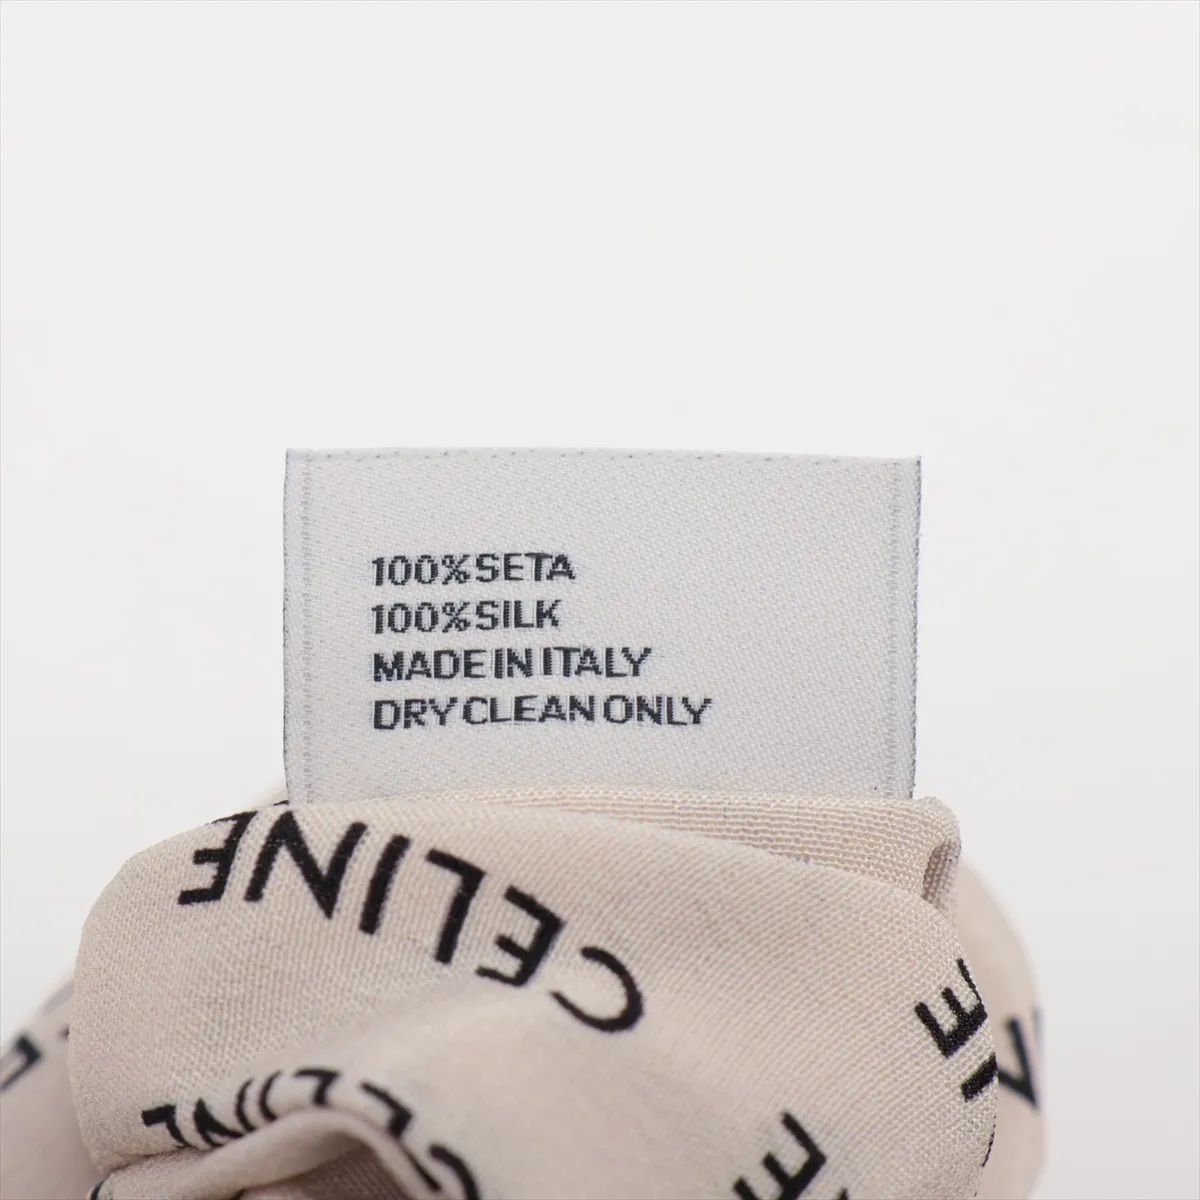 100% SETA
100% SILK
MADE IN ITALY
DRY CLEAN ONLY
CELINE
CELINE